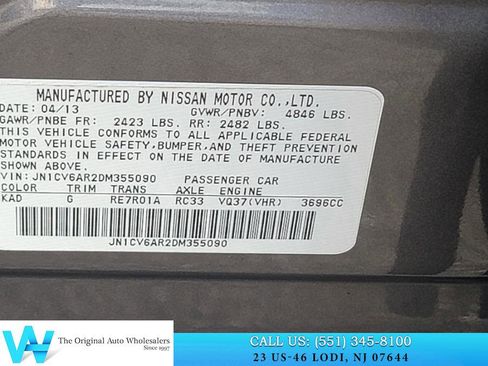 MANUFACTURED BY NISSAN MOTOR CO.,LTD.
DATE: 04/13 GVWR/PNBV: 4846 LBS.
GAWR/PNBE FR: 2423 LBS. RR: 2482 LBS.
THIS VEHICLE CONFORMS TO ALL APPLICABLE FEDERAL
MOTOR VEHICLE SAFETY,BUMPER,AND THEFT PREVENTION
STANDARDS IN EFFECT ON THE DATE OF MANUFACTURE
SHOWN ABOVE.
VIN: JN1CV6AR2DM355090 PASSENGER CAR
COLOR TRIM TRANS AXLE ENGINE
KAD G RE7R01A RC33 VQ37(VHR) 3696CC
JN1CV6AR2DM355090
W
The Original Auto Wholesalers
Since 1997
CALL US: (551) 345-8100
23 US-46 LODI, NJ 07644